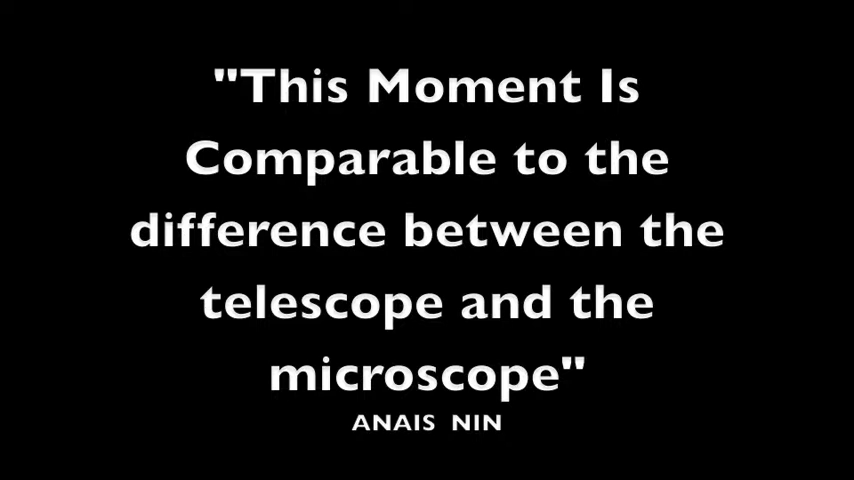 "This Moment Is
Comparable to the
difference between the
telescope and the
microscope"
ANAIS NIN